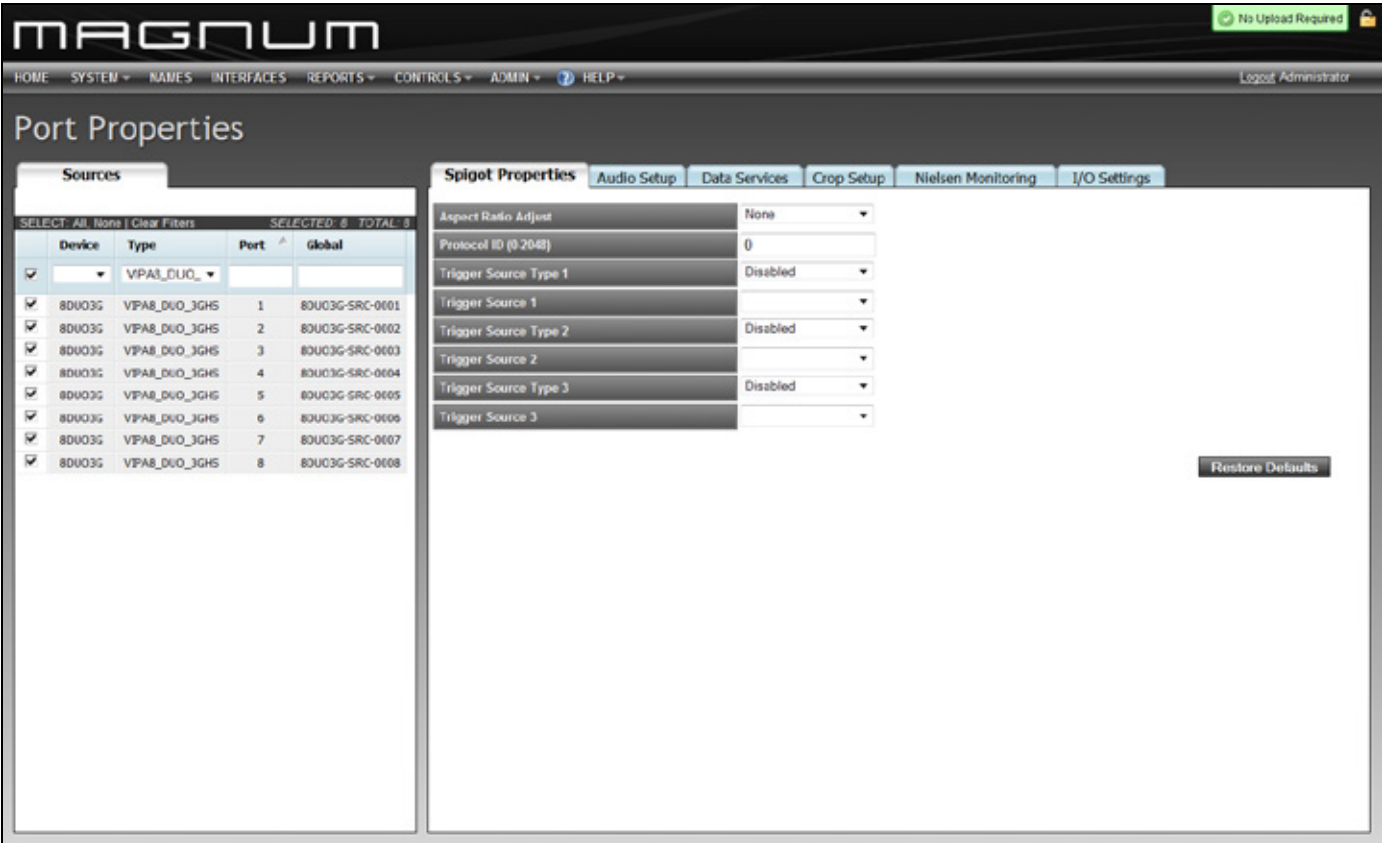 MAGNUM
No Upload Required
HOME SYSTEM NAMES INTERFACES REPORTS CONTROLS ADMIN ? HELP
Logout Administrator
Port Properties
Sources
SELECT: All, None | Clear Filters SELECTED: 8 TOTAL: 8
Device Type Port Global
VIPA8_DUO_
8DUO3G VIPA8_DUO_3GHS 1 8DUO3G-SRC-0001
8DUO3G VIPA8_DUO_3GHS 2 8DUO3G-SRC-0002
8DUO3G VIPA8_DUO_3GHS 3 8DUO3G-SRC-0003
8DUO3G VIPA8_DUO_3GHS 4 8DUO3G-SRC-0004
8DUO3G VIPA8_DUO_3GHS 5 8DUO3G-SRC-0005
8DUO3G VIPA8_DUO_3GHS 6 8DUO3G-SRC-0006
8DUO3G VIPA8_DUO_3GHS 7 8DUO3G-SRC-0007
8DUO3G VIPA8_DUO_3GHS 8 8DUO3G-SRC-0008
Spigot Properties Audio Setup Data Services Crop Setup Nielsen Monitoring I/O Settings
Aspect Ratio Adjust None
Protocol ID (0-2048) 0
Trigger Source Type 1 Disabled
Trigger Source 1
Trigger Source Type 2 Disabled
Trigger Source 2
Trigger Source Type 3 Disabled
Trigger Source 3
Restore Defaults